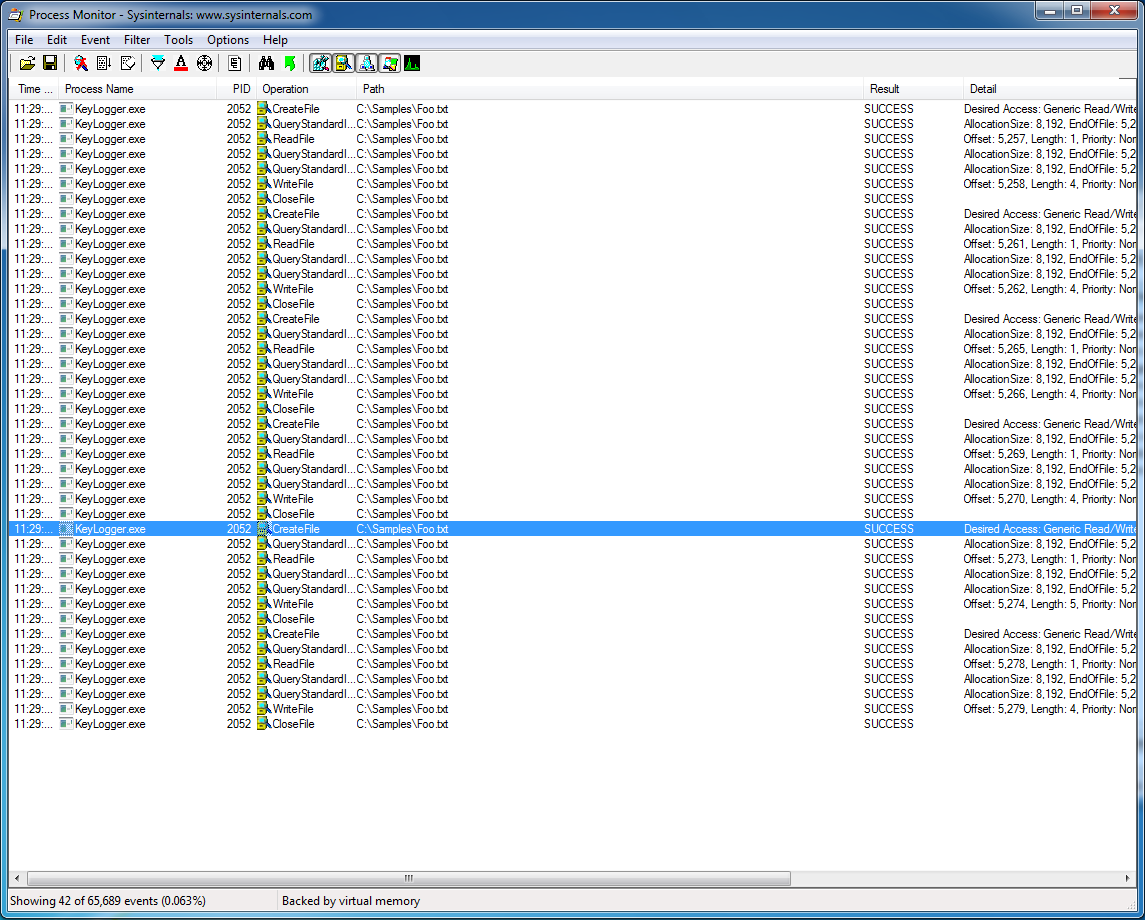 Process Monitor - Sysinternals: www.sysinternals.com
File Edit Event Filter Tools Options Help
Time ... Process Name PID Operation Path Result Detail
11:29:... KeyLogger.exe 2052 CreateFile C:\Samples\Foo.txt SUCCESS Desired Access: Generic Read/Write
11:29:... KeyLogger.exe 2052 QueryStandardI... C:\Samples\Foo.txt SUCCESS AllocationSize: 8,192, EndOfFile: 5,2
11:29:... KeyLogger.exe 2052 ReadFile C:\Samples\Foo.txt SUCCESS Offset: 5,257, Length: 1, Priority: Nor
11:29:... KeyLogger.exe 2052 QueryStandardI... C:\Samples\Foo.txt SUCCESS AllocationSize: 8,192, EndOfFile: 5,2
11:29:... KeyLogger.exe 2052 QueryStandardI... C:\Samples\Foo.txt SUCCESS AllocationSize: 8,192, EndOfFile: 5,2
11:29:... KeyLogger.exe 2052 WriteFile C:\Samples\Foo.txt SUCCESS Offset: 5,258, Length: 4, Priority: Nor
11:29:... KeyLogger.exe 2052 CloseFile C:\Samples\Foo.txt SUCCESS
11:29:... KeyLogger.exe 2052 CreateFile C:\Samples\Foo.txt SUCCESS Desired Access: Generic Read/Write
11:29:... KeyLogger.exe 2052 QueryStandardI... C:\Samples\Foo.txt SUCCESS AllocationSize: 8,192, EndOfFile: 5,2
11:29:... KeyLogger.exe 2052 ReadFile C:\Samples\Foo.txt SUCCESS Offset: 5,261, Length: 1, Priority: Nor
11:29:... KeyLogger.exe 2052 QueryStandardI... C:\Samples\Foo.txt SUCCESS AllocationSize: 8,192, EndOfFile: 5,2
11:29:... KeyLogger.exe 2052 QueryStandardI... C:\Samples\Foo.txt SUCCESS AllocationSize: 8,192, EndOfFile: 5,2
11:29:... KeyLogger.exe 2052 WriteFile C:\Samples\Foo.txt SUCCESS Offset: 5,262, Length: 4, Priority: Nor
11:29:... KeyLogger.exe 2052 CloseFile C:\Samples\Foo.txt SUCCESS
11:29:... KeyLogger.exe 2052 CreateFile C:\Samples\Foo.txt SUCCESS Desired Access: Generic Read/Write
11:29:... KeyLogger.exe 2052 QueryStandardI... C:\Samples\Foo.txt SUCCESS AllocationSize: 8,192, EndOfFile: 5,2
11:29:... KeyLogger.exe 2052 ReadFile C:\Samples\Foo.txt SUCCESS Offset: 5,265, Length: 1, Priority: Nor
11:29:... KeyLogger.exe 2052 QueryStandardI... C:\Samples\Foo.txt SUCCESS AllocationSize: 8,192, EndOfFile: 5,2
11:29:... KeyLogger.exe 2052 QueryStandardI... C:\Samples\Foo.txt SUCCESS AllocationSize: 8,192, EndOfFile: 5,2
11:29:... KeyLogger.exe 2052 WriteFile C:\Samples\Foo.txt SUCCESS Offset: 5,266, Length: 4, Priority: Nor
11:29:... KeyLogger.exe 2052 CloseFile C:\Samples\Foo.txt SUCCESS
11:29:... KeyLogger.exe 2052 CreateFile C:\Samples\Foo.txt SUCCESS Desired Access: Generic Read/Write
11:29:... KeyLogger.exe 2052 QueryStandardI... C:\Samples\Foo.txt SUCCESS AllocationSize: 8,192, EndOfFile: 5,2
11:29:... KeyLogger.exe 2052 ReadFile C:\Samples\Foo.txt SUCCESS Offset: 5,269, Length: 1, Priority: Nor
11:29:... KeyLogger.exe 2052 QueryStandardI... C:\Samples\Foo.txt SUCCESS AllocationSize: 8,192, EndOfFile: 5,2
11:29:... KeyLogger.exe 2052 QueryStandardI... C:\Samples\Foo.txt SUCCESS AllocationSize: 8,192, EndOfFile: 5,2
11:29:... KeyLogger.exe 2052 WriteFile C:\Samples\Foo.txt SUCCESS Offset: 5,270, Length: 4, Priority: Nor
11:29:... KeyLogger.exe 2052 CloseFile C:\Samples\Foo.txt SUCCESS
11:29:... KeyLogger.exe 2052 CreateFile C:\Samples\Foo.txt SUCCESS Desired Access: Generic Read/Write
11:29:... KeyLogger.exe 2052 QueryStandardI... C:\Samples\Foo.txt SUCCESS AllocationSize: 8,192, EndOfFile: 5,2
11:29:... KeyLogger.exe 2052 ReadFile C:\Samples\Foo.txt SUCCESS Offset: 5,273, Length: 1, Priority: Nor
11:29:... KeyLogger.exe 2052 QueryStandardI... C:\Samples\Foo.txt SUCCESS AllocationSize: 8,192, EndOfFile: 5,2
11:29:... KeyLogger.exe 2052 QueryStandardI... C:\Samples\Foo.txt SUCCESS AllocationSize: 8,192, EndOfFile: 5,2
11:29:... KeyLogger.exe 2052 WriteFile C:\Samples\Foo.txt SUCCESS Offset: 5,274, Length: 5, Priority: Nor
11:29:... KeyLogger.exe 2052 CloseFile C:\Samples\Foo.txt SUCCESS
11:29:... KeyLogger.exe 2052 CreateFile C:\Samples\Foo.txt SUCCESS Desired Access: Generic Read/Write
11:29:... KeyLogger.exe 2052 QueryStandardI... C:\Samples\Foo.txt SUCCESS AllocationSize: 8,192, EndOfFile: 5,2
11:29:... KeyLogger.exe 2052 ReadFile C:\Samples\Foo.txt SUCCESS Offset: 5,278, Length: 1, Priority: Nor
11:29:... KeyLogger.exe 2052 QueryStandardI... C:\Samples\Foo.txt SUCCESS AllocationSize: 8,192, EndOfFile: 5,2
11:29:... KeyLogger.exe 2052 QueryStandardI... C:\Samples\Foo.txt SUCCESS AllocationSize: 8,192, EndOfFile: 5,2
11:29:... KeyLogger.exe 2052 WriteFile C:\Samples\Foo.txt SUCCESS Offset: 5,279, Length: 4, Priority: Nor
11:29:... KeyLogger.exe 2052 CloseFile C:\Samples\Foo.txt SUCCESS
Showing 42 of 65,689 events (0.063%) Backed by virtual memory